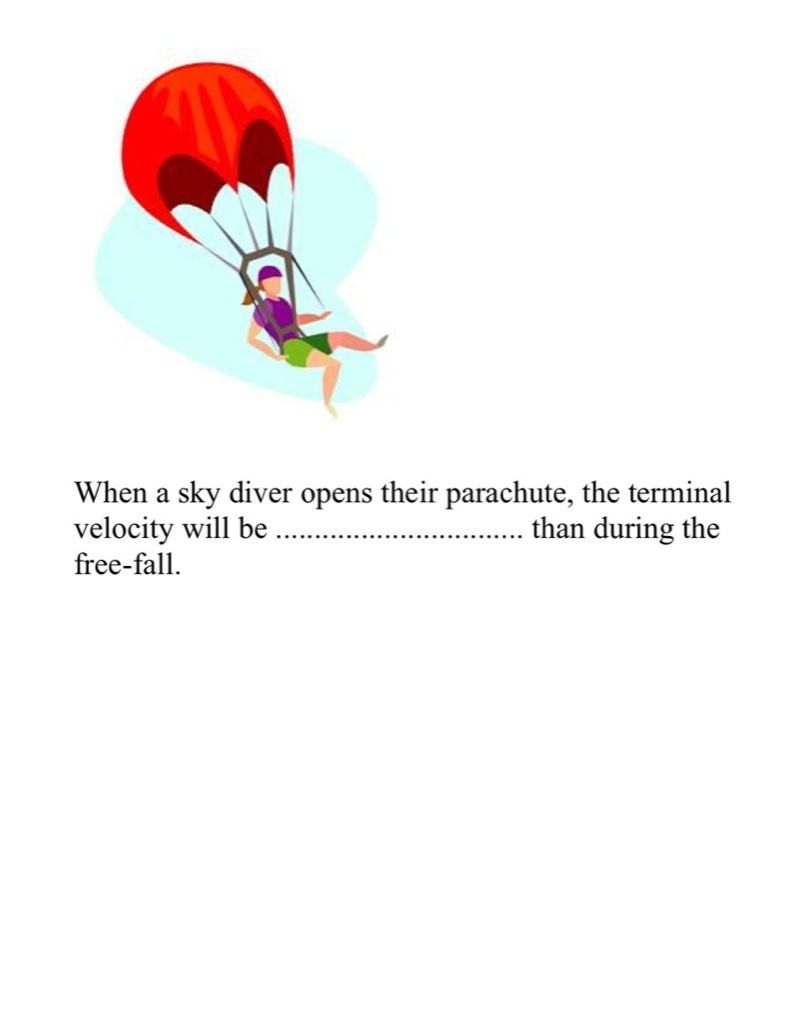 When a sky diver opens their parachute, the terminal
velocity will be ................................ than during the
free-fall.